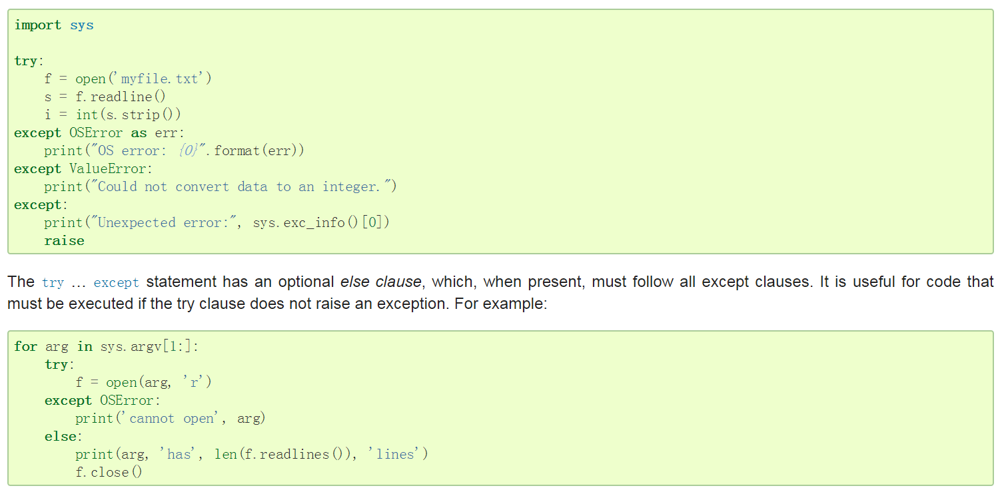 import sys

try:
    f = open('myfile.txt')
    s = f.readline()
    i = int(s.strip())
except OSError as err:
    print("OS error: {0}".format(err))
except ValueError:
    print("Could not convert data to an integer.")
except:
    print("Unexpected error:", sys.exc_info()[0])
    raise

The try … except statement has an optional else clause, which, when present, must follow all except clauses. It is useful for code that
must be executed if the try clause does not raise an exception. For example:

for arg in sys.argv[1:]:
    try:
        f = open(arg, 'r')
    except OSError:
        print('cannot open', arg)
    else:
        print(arg, 'has', len(f.readlines()), 'lines')
        f.close()